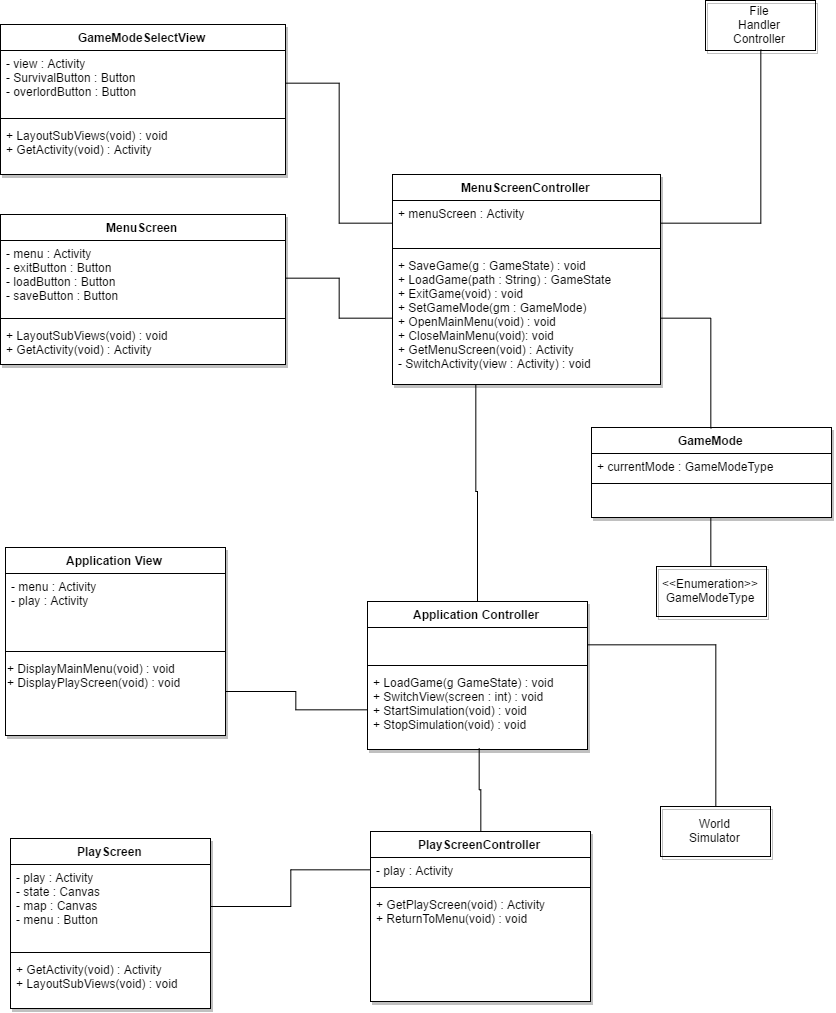 File
Handler
Controller
GameModeSelectView
- view : Activity
- SurvivalButton : Button
- overlordButton : Button
+ LayoutSubViews(void) : void
+ GetActivity(void) : Activity
MenuScreenController
+ menuScreen : Activity
+ SaveGame(g : GameState) : void
+ LoadGame(path : String) : GameState
+ ExitGame(void) : void
+ SetGameMode(gm : GameMode)
+ OpenMainMenu(void) : void
+ CloseMainMenu(void): void
+ GetMenuScreen(void) : Activity
- SwitchActivity(view : Activity) : void
MenuScreen
- menu : Activity
- exitButton : Button
- loadButton : Button
- saveButton : Button
+ LayoutSubViews(void) : void
+ GetActivity(void) : Activity
GameMode
+ currentMode : GameModeType
<<Enumeration>>
GameModeType
Application View
- menu : Activity
- play : Activity
+ DisplayMainMenu(void) : void
+ DisplayPlayScreen(void) : void
Application Controller
+ LoadGame(g GameState) : void
+ SwitchView(screen : int) : void
+ StartSimulation(void) : void
+ StopSimulation(void) : void
World
Simulator
PlayScreen
- play : Activity
- state : Canvas
- map : Canvas
- menu : Button
+ GetActivity(void) : Activity
+ LayoutSubViews(void) : void
PlayScreenController
- play : Activity
+ GetPlayScreen(void) : Activity
+ ReturnToMenu(void) : void